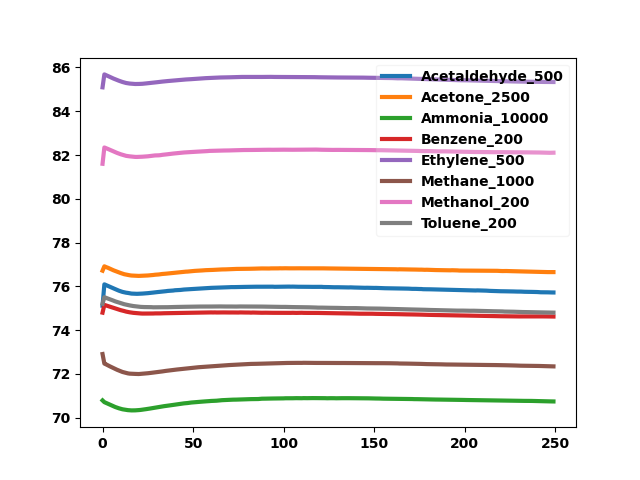 86
84
82
80
78
76
74
72
70
0
50
100
150
200
250
Acetaldehyde_500
Acetone_2500
Ammonia_10000
Benzene_200
Ethylene_500
Methane_1000
Methanol_200
Toluene_200